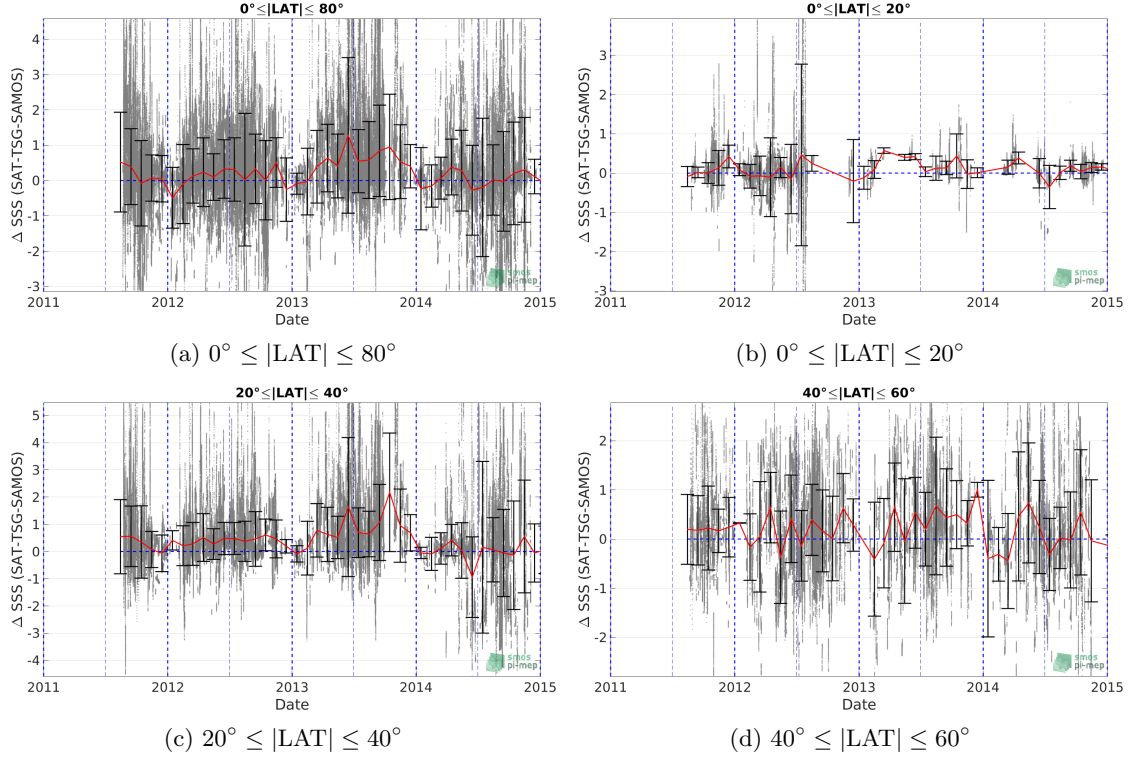 0°≤|LAT|≤ 80°
Δ SSS (SAT-TSG-SAMOS)
4
3
2
1
0
-1
-2
-3
2011
2012
2013
2014
2015
Date
smos
pi-mep
(a) 0° ≤ |LAT| ≤ 80°
0°≤|LAT|≤ 20°
Δ SSS (SAT-TSG-SAMOS)
3
2
1
0
-1
-2
-3
2011
2012
2013
2014
2015
Date
smos
pi-mep
(b) 0° ≤ |LAT| ≤ 20°
20°≤|LAT|≤ 40°
Δ SSS (SAT-TSG-SAMOS)
5
4
3
2
1
0
-1
-2
-3
-4
2011
2012
2013
2014
2015
Date
smos
pi-mep
(c) 20° ≤ |LAT| ≤ 40°
40°≤|LAT|≤ 60°
Δ SSS (SAT-TSG-SAMOS)
2
1
0
-1
-2
2011
2012
2013
2014
2015
Date
smos
pi-mep
(d) 40° ≤ |LAT| ≤ 60°